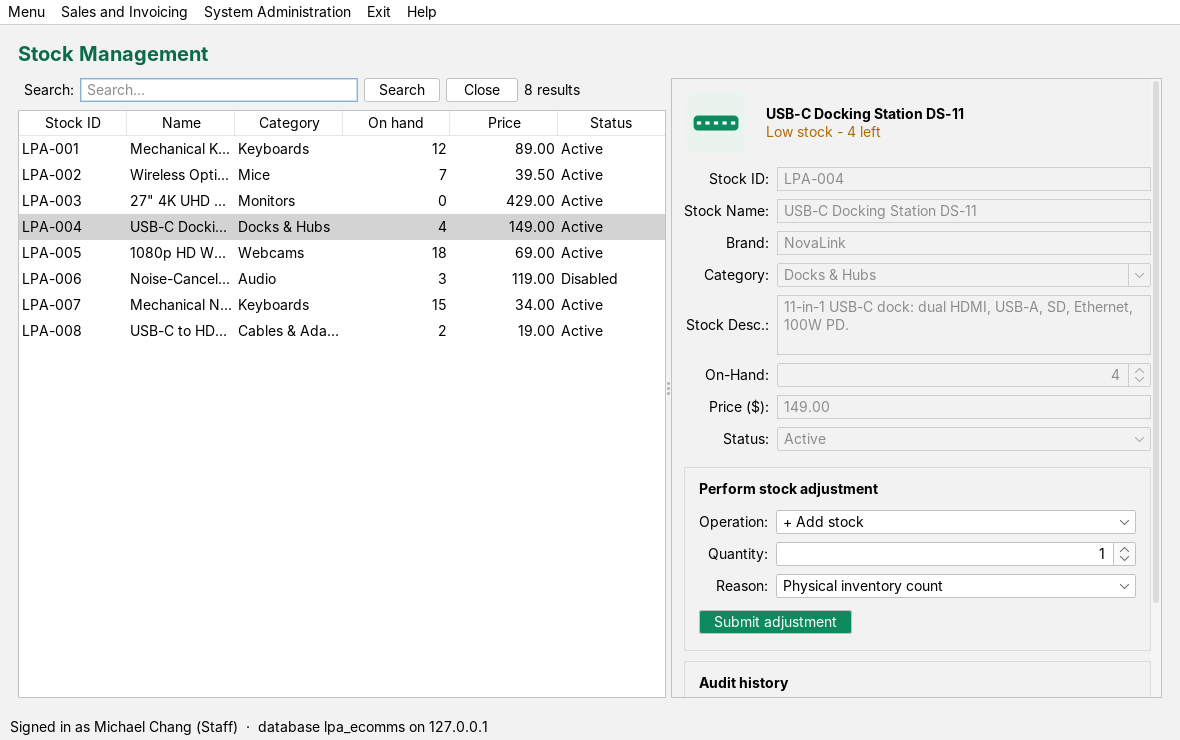 Menu Sales and Invoicing System Administration Exit Help
Stock Management
Search: Search... Search Close 8 results
Stock ID Name Category On hand Price Status
LPA-001 Mechanical K... Keyboards 12 89.00 Active
LPA-002 Wireless Opti... Mice 7 39.50 Active
LPA-003 27" 4K UHD ... Monitors 0 429.00 Active
LPA-004 USB-C Docki... Docks & Hubs 4 149.00 Active
LPA-005 1080p HD W... Webcams 18 69.00 Active
LPA-006 Noise-Cancel... Audio 3 119.00 Disabled
LPA-007 Mechanical N... Keyboards 15 34.00 Active
LPA-008 USB-C to HD... Cables & Ada... 2 19.00 Active
USB-C Docking Station DS-11
Low stock - 4 left
Stock ID: LPA-004
Stock Name: USB-C Docking Station DS-11
Brand: NovaLink
Category: Docks & Hubs
Stock Desc.: 11-in-1 USB-C dock: dual HDMI, USB-A, SD, Ethernet,
100W PD.
On-Hand: 4
Price ($): 149.00
Status: Active
Perform stock adjustment
Operation: + Add stock
Quantity: 1
Reason: Physical inventory count
Submit adjustment
Audit history
Signed in as Michael Chang (Staff) · database lpa_ecomms on 127.0.0.1